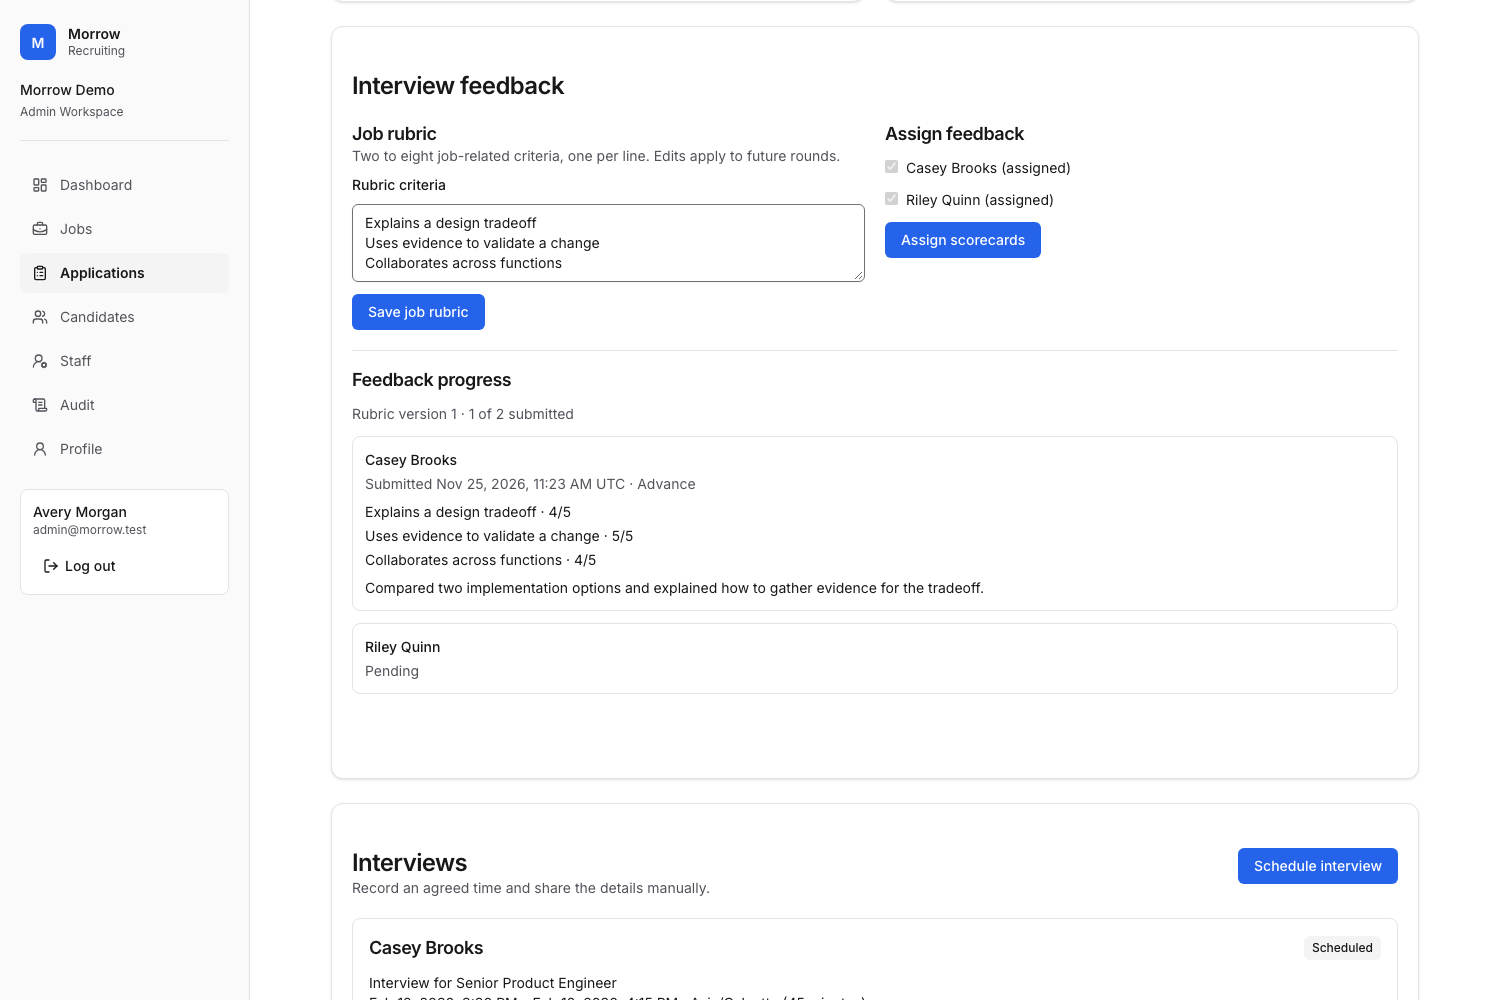 M
Morrow
Recruiting
Morrow Demo
Admin Workspace
Dashboard
Jobs
Applications
Candidates
Staff
Audit
Profile
Avery Morgan
admin@morrow.test
Log out
Interview feedback
Job rubric
Two to eight job-related criteria, one per line. Edits apply to future rounds.
Rubric criteria
Explains a design tradeoff
Uses evidence to validate a change
Collaborates across functions
Save job rubric
Assign feedback
Casey Brooks (assigned)
Riley Quinn (assigned)
Assign scorecards
Feedback progress
Rubric version 1 · 1 of 2 submitted
Casey Brooks
Submitted Nov 25, 2026, 11:23 AM UTC · Advance
Explains a design tradeoff · 4/5
Uses evidence to validate a change · 5/5
Collaborates across functions · 4/5
Compared two implementation options and explained how to gather evidence for the tradeoff.
Riley Quinn
Pending
Interviews
Record an agreed time and share the details manually.
Schedule interview
Casey Brooks
Scheduled
Interview for Senior Product Engineer